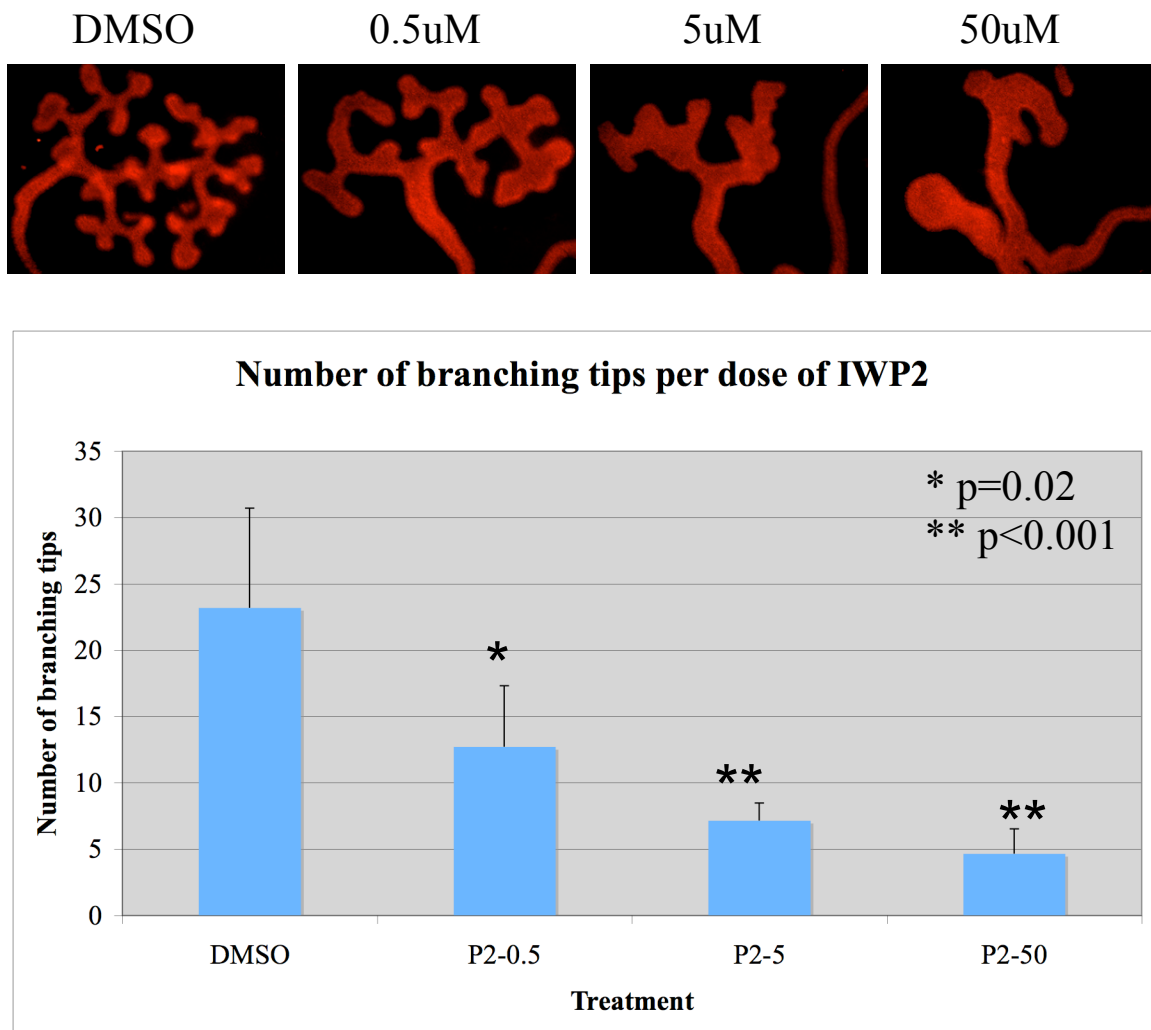 DMSO 0.5uM 5uM 50uM
Number of branching tips per dose of IWP2
* p=0.02
** p<0.001
Number of branching tips
35
30
25
20
15
10
5
0
*
**
**
DMSO P2-0.5 P2-5 P2-50
Treatment